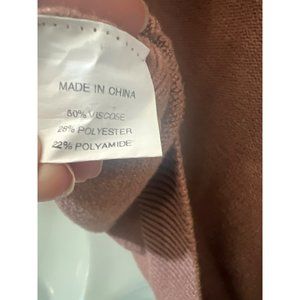 MADE IN CHINA
50% VISCOSE
28% POLYESTER
22% POLYAMIDE